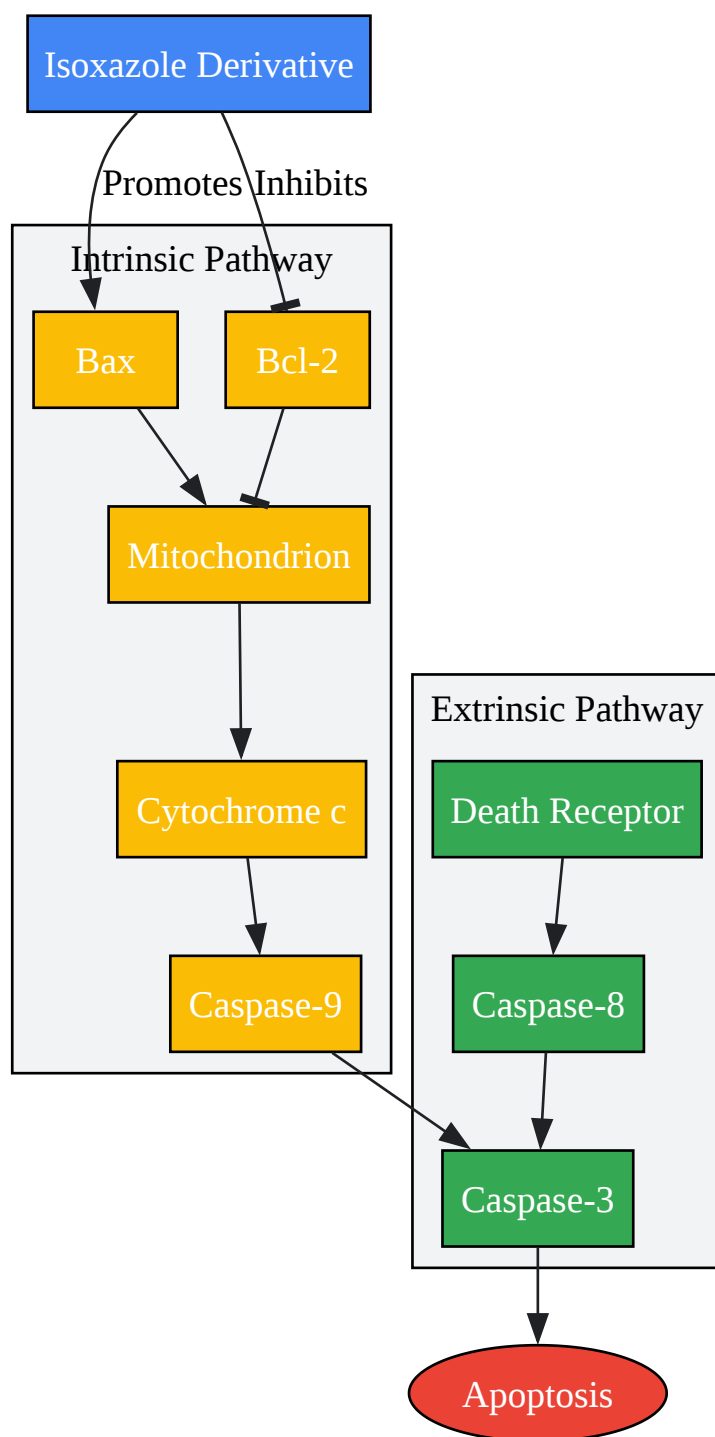 Isoxazole Derivative
Promotes
Inhibits
Intrinsic Pathway
Bax
Bcl-2
Mitochondrion
Extrinsic Pathway
Cytochrome c
Death Receptor
Caspase-9
Caspase-8
Caspase-3
Apoptosis